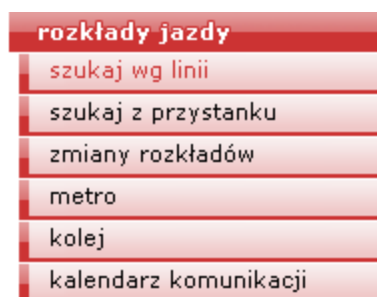 rozkłady jazdy
szukaj wg linii
szukaj z przystanku
zmiany rozkładów
metro
kolej
kalendarz komunikacji